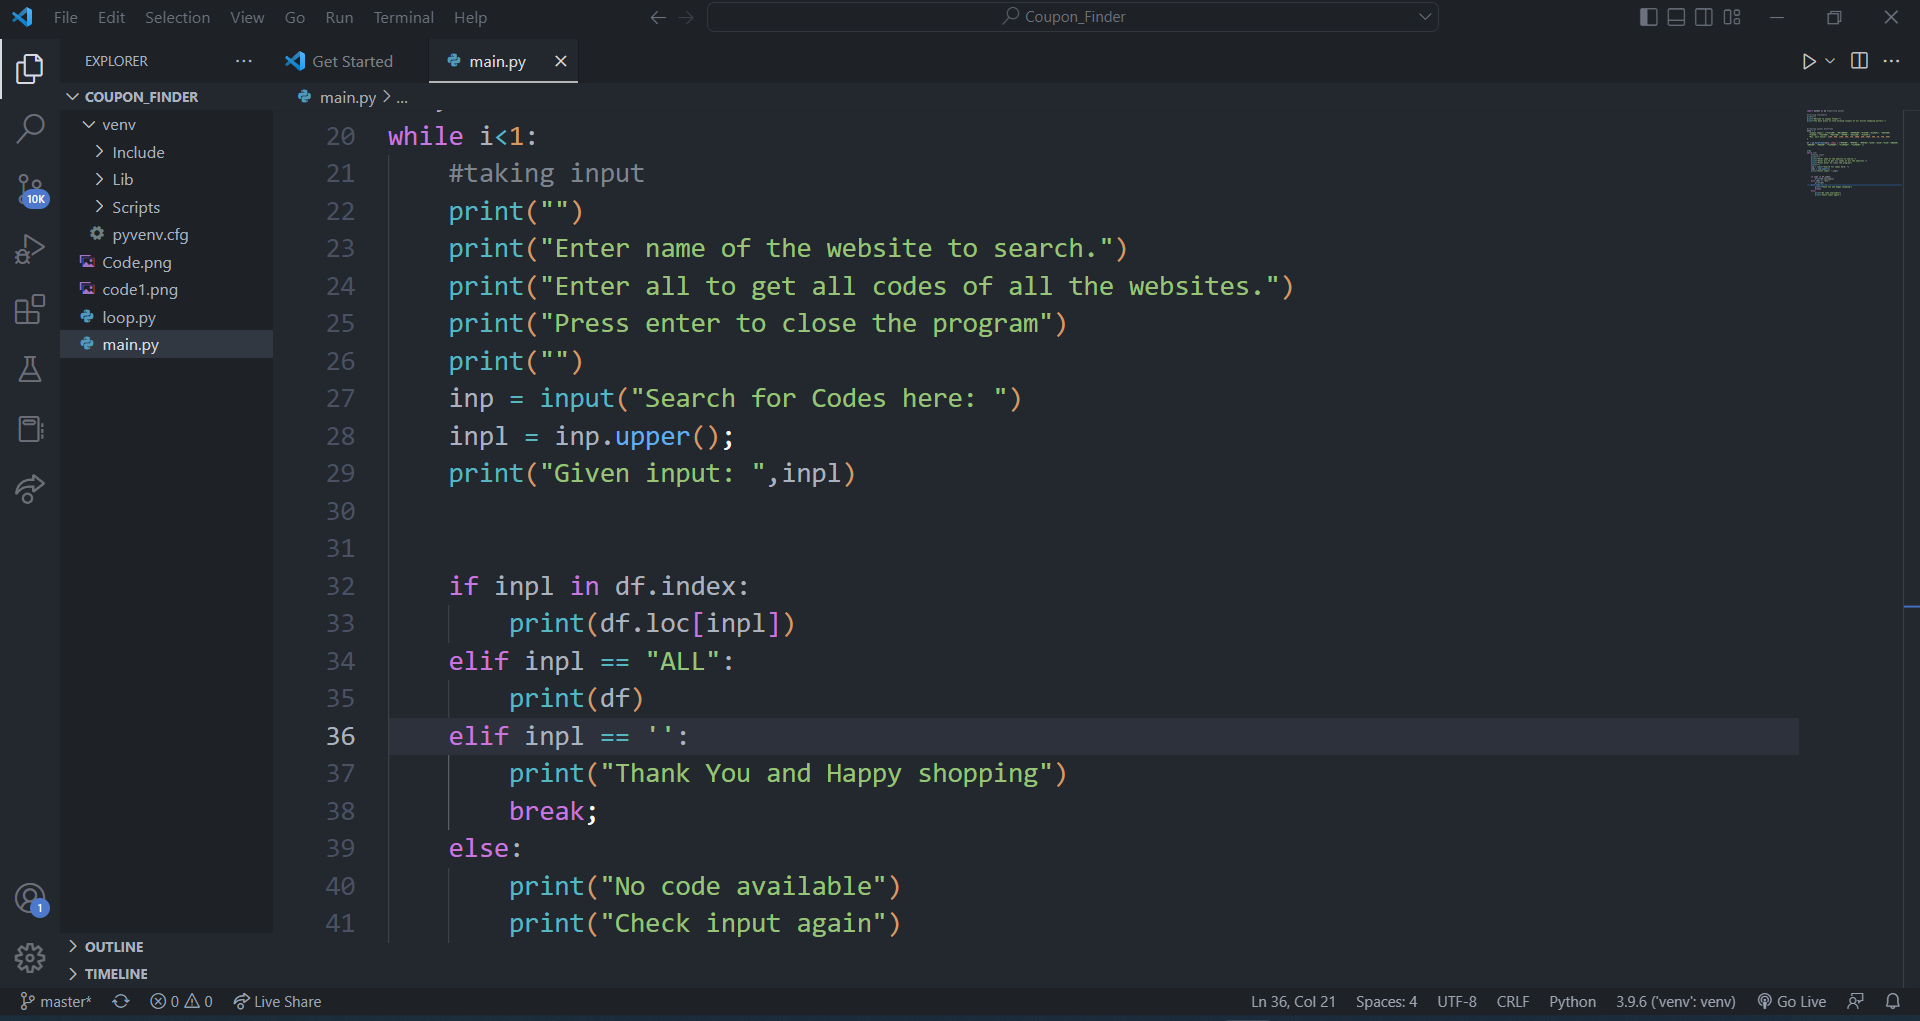 File Edit Selection View Go Run Terminal Help
Coupon_Finder
EXPLORER
Get Started
main.py
COUPON_FINDER
main.py > ...
venv
Include
Lib
Scripts
pyvenv.cfg
Code.png
code1.png
loop.py
main.py
10K
1
20 while i<1:
21 #taking input
22 print("")
23 print("Enter name of the website to search.")
24 print("Enter all to get all codes of all the websites.")
25 print("Press enter to close the program")
26 print("")
27 inp = input("Search for Codes here: ")
28 inpl = inp.upper();
29 print("Given input: ",inpl)
30
31
32 if inpl in df.index:
33 print(df.loc[inpl])
34 elif inpl == "ALL":
35 print(df)
36 elif inpl == '':
37 print("Thank You and Happy shopping")
38 break;
39 else:
40 print("No code available")
41 print("Check input again")
OUTLINE
TIMELINE
master* 0 0 Live Share Ln 36, Col 21 Spaces: 4 UTF-8 CRLF Python 3.9.6 ('venv': venv) Go Live